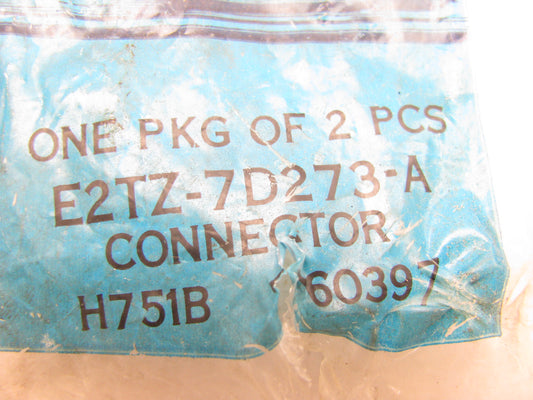 ONE PKG OF 2 PCS
E2TZ-7D273-A
CONNECTOR
H751B 60397